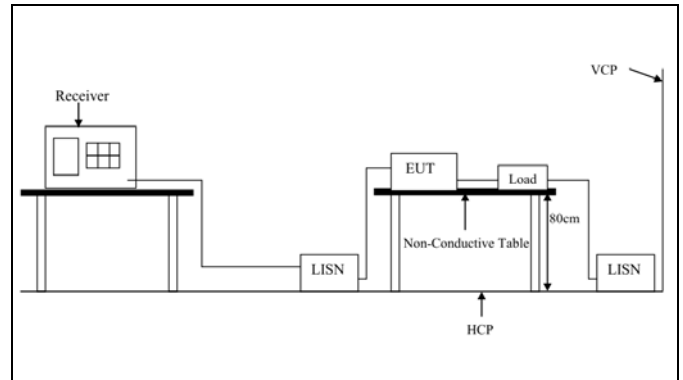 VCP
Receiver
EUT
Load
80cm
Non-Conductive Table
LISN
LISN
HCP